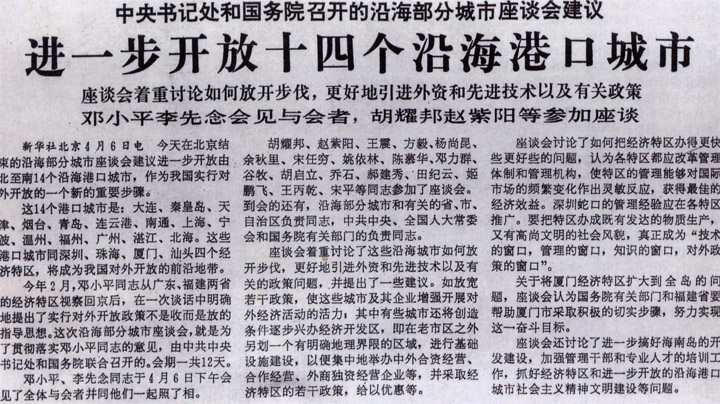 中央书记处和国务院召开的沿海部分城市座谈会建议
进一步开放十四个沿海港口城市
座谈会着重讨论如何放开步伐，更好地引进外资和先进技术以及有关政策
邓小平李先念会见与会者，胡耀邦赵紫阳等参加座谈
新华社北京４月６日电　今天在北京结
束的沿海部分城市座谈会建议进一步开放由
北至南14个沿海港口城市，作为我国实行对
外开放的一个新的重要步骤。
这14个港口城市是：大连、秦皇岛、天
津、烟台、青岛、连云港、南通、上海、宁
波、温州、福州、广州、湛江、北海。这些
港口城市同深圳、珠海、厦门、汕头四个经
济特区，将成为我国对外开放的前沿地带。
今年２月，邓小平同志从广东、福建两省
的经济特区视察回京后，在一次谈话中明确
地提出了实行对外开放政策不是收而是放的
指导思想。这次沿海部分城市座谈会，就是为
了贯彻落实邓小平同志的意见，由中共中央
书记处和国务院联合召开的。会期一共12天。
邓小平、李先念同志于４月６日下午会
见了全体与会者并同他们一起照了相。
胡耀邦、赵紫阳、王震、方毅、杨尚昆、
余秋里、宋任穷、姚依林、陈慕华、邓力群、
谷牧、胡启立、乔石、郝建秀、田纪云、姬
鹏飞、王丙乾、宋平等同志参加了座谈会。
到会的还有，沿海部分城市和有关的省、市、
自治区负责同志，中共中央、全国人大常委
会和国务院有关部门的负责同志。
座谈会着重讨论了这些沿海城市如何放
开步伐，更好地引进外资和先进技术以及有
关的政策问题，并提出了一些建议。如放宽
若干政策，使这些城市及其企业增强开展对
外经济活动的活力；其中有些城市还将创造
条件逐步兴办经济开发区，即在老市区之外
另划一个有明确地理界限的区域，进行基础
设施建设，以便集中地举办中外合资经营、
合作经营、外商独资经营企业等，并采取经
济特区的若干政策，给以优惠等。
座谈会讨论了如何把经济特区办得更快
些更好些的问题，认为各特区都应改革管理
体制和管理机构，使特区的管理能够对国际
市场的频繁变化作出灵敏反应，获得最佳的
经济效益。深圳蛇口的管理经验应在各特区
推广。要把特区办成既有发达的物质生产，
又有高尚文明的社会风貌，真正成为“技术
的窗口，管理的窗口，知识的窗口，对外政
策的窗口”。
关于将厦门经济特区扩大到全岛的问
题，座谈会认为国务院有关部门和福建省要
帮助厦门市采取积极的切实步骤，努力实现
这一奋斗目标。
座谈会还讨论了进一步搞好海南岛的开
发建设，加强管理干部和专业人才的培训工
作，抓好经济特区和进一步开放的沿海港口
城市社会主义精神文明建设等问题。